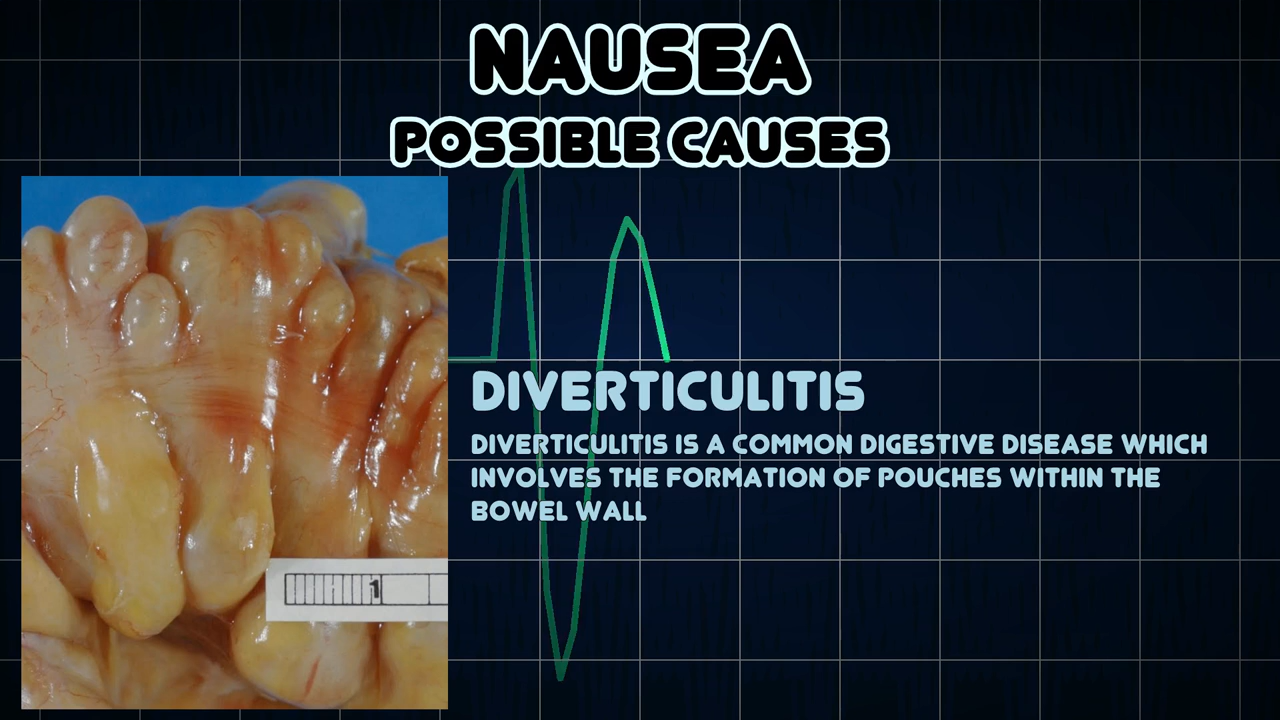 NAUSEA
POSSIBLE CAUSES
DIVERTICULITIS
DIVERTICULITIS IS A COMMON DIGESTIVE DISEASE WHICH
INVOLVES THE FORMATION OF POUCHES WITHIN THE
BOWEL WALL
1